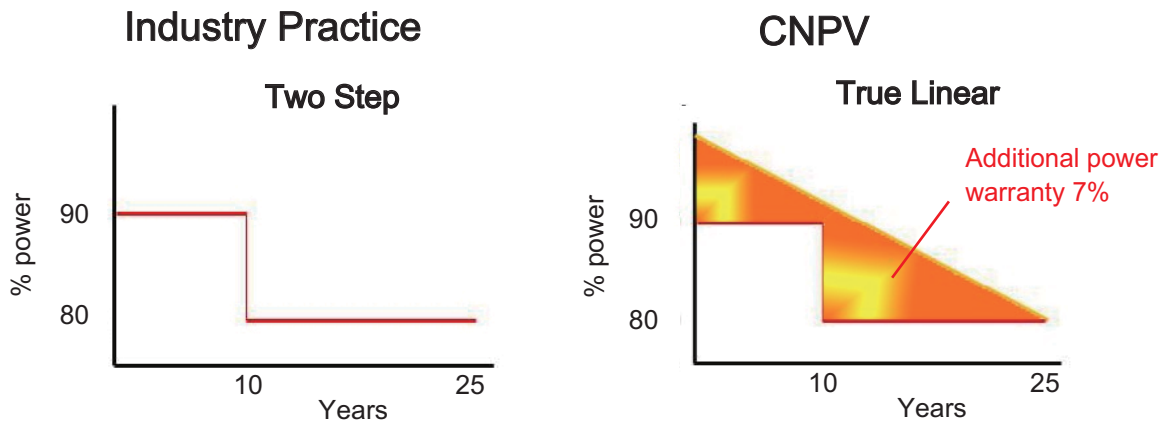 Industry Practice
Two Step
% power
90
80
10
25
Years
CNPV
True Linear
Additional power
warranty 7%
% power
90
80
10
25
Years